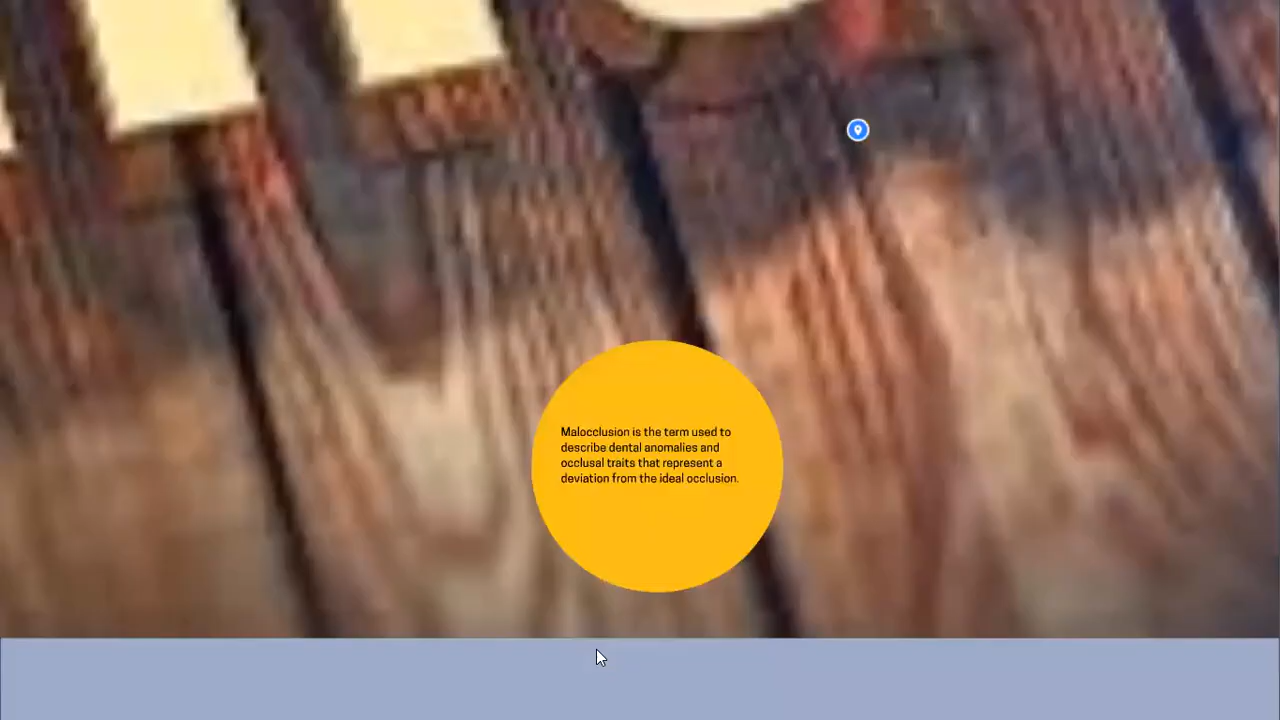 Malocclusion is the term used to
describe dental anomalies and
occlusal traits that represent a
deviation from the ideal occlusion.